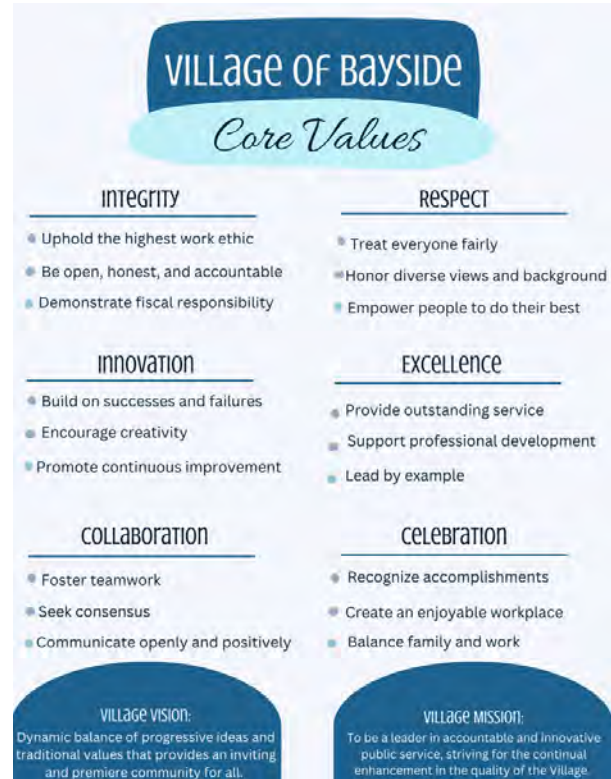 VILLAGE OF BAYSIDE
Core Values
INTEGRITY
Uphold the highest work ethic
Be open, honest, and accountable
Demonstrate fiscal responsibility
RESPECT
Treat everyone fairly
Honor diverse views and background
Empower people to do their best
INNOVATION
Build on successes and failures
Encourage creativity
Promote continuous improvement
EXCELLENCE
Provide outstanding service
Support professional development
Lead by example
COLLABORATION
Foster teamwork
Seek consensus
Communicate openly and positively
CELEBRATION
Recognize accomplishments
Create an enjoyable workplace
Balance family and work
VILLAGE VISION:
Dynamic balance of progressive ideas and
traditional values that provides an inviting
and premiere community for all.
VILLAGE MISSION:
To be a leader in accountable and innovative
public service, striving for the continual
enhancement in the quality of the Village.